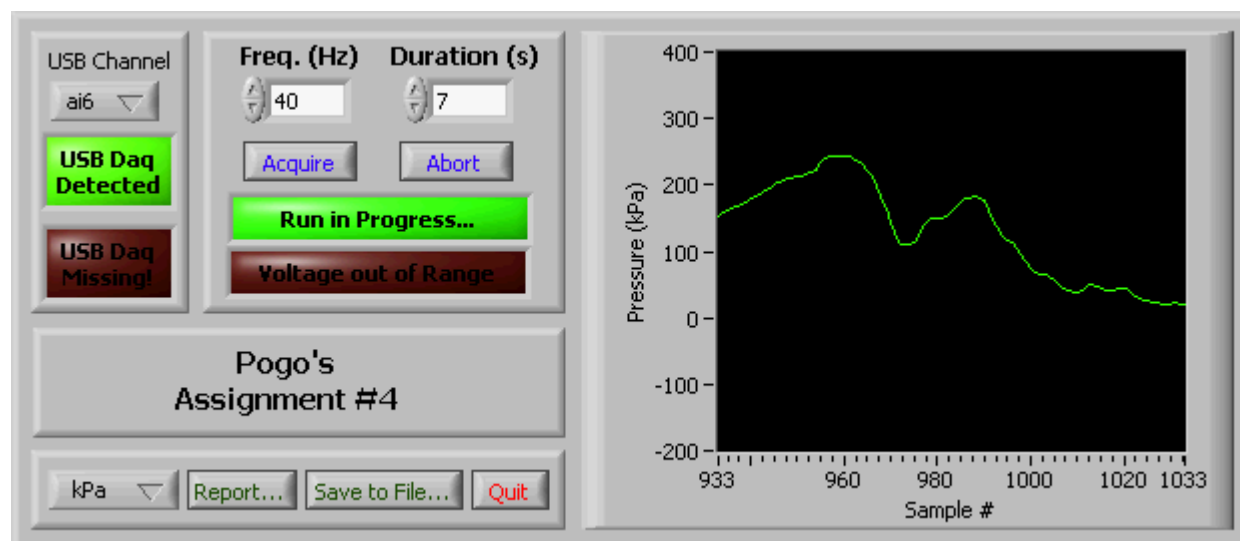 USB Channel
ai6
USB Daq
Detected
USB Daq
Missing!
Freq. (Hz)
Duration (s)
40
7
Acquire
Abort
Run in Progress...
Voltage out of Range
Pogo's
Assignment #4
kPa
Report...
Save to File...
Quit
Pressure (kPa)
400
300
200
100
0
-100
-200
933
960
980
1000
1020
1033
Sample #